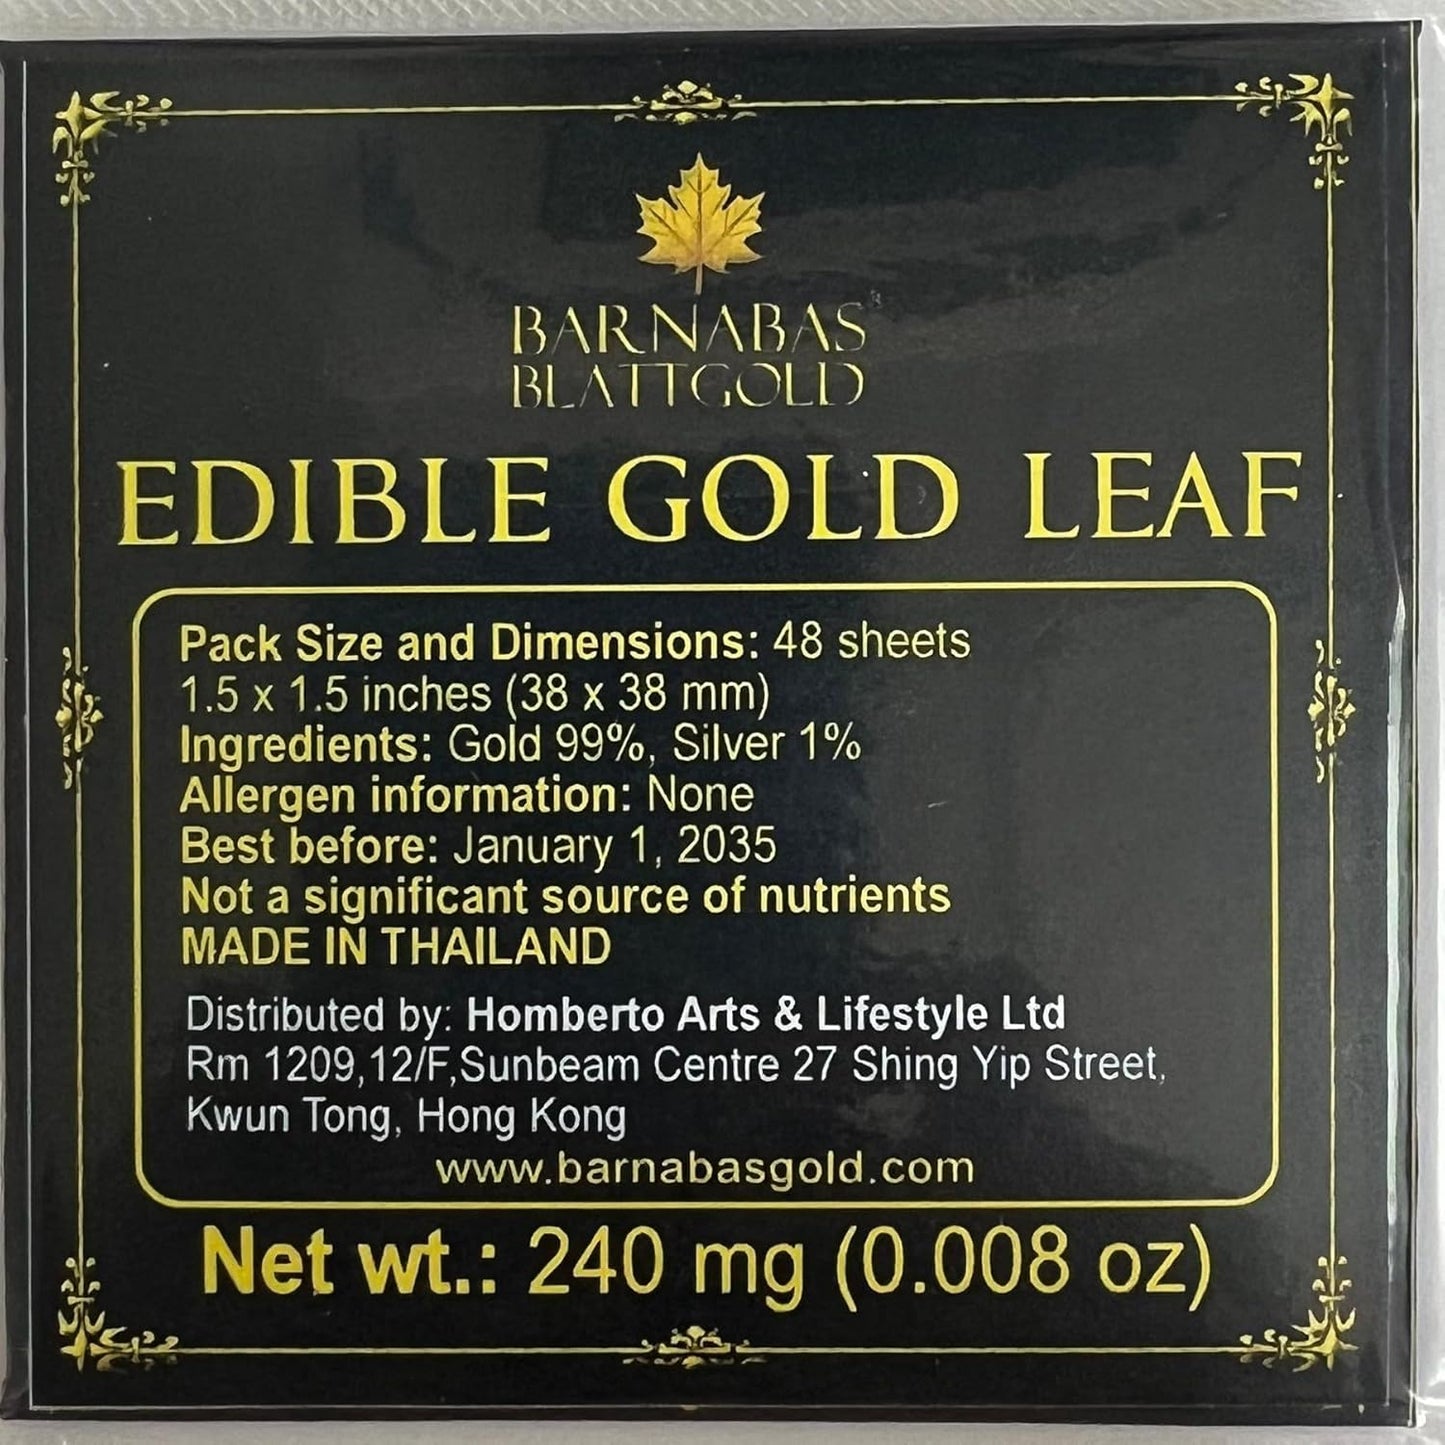 BARNABAS
BLATTGOLD
EDIBLE GOLD LEAF
Pack Size and Dimensions: 48 sheets
1.5 x 1.5 inches (38 x 38 mm)
Ingredients: Gold 99%, Silver 1%
Allergen information: None
Best before: January 1, 2035
Not a significant source of nutrients
MADE IN THAILAND
Distributed by: Homberto Arts & Lifestyle Ltd
Rm 1209,12/F,Sunbeam Centre 27 Shing Yip Street,
Kwun Tong, Hong Kong
www.barnabasgold.com
Net wt.: 240 mg (0.008 oz)